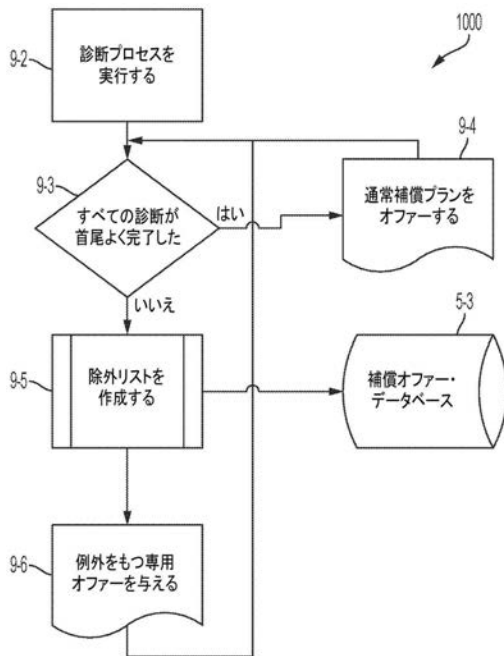 1000
9-2
診断プロセスを
実行する
9-3
すべての診断が
首尾よく完了した
はい
いいえ
9-4
通常補償プランを
オファーする
9-5
除外リストを
作成する
5-3
補償オファー・
データベース
9-6
例外をもつ専用
オファーを与える